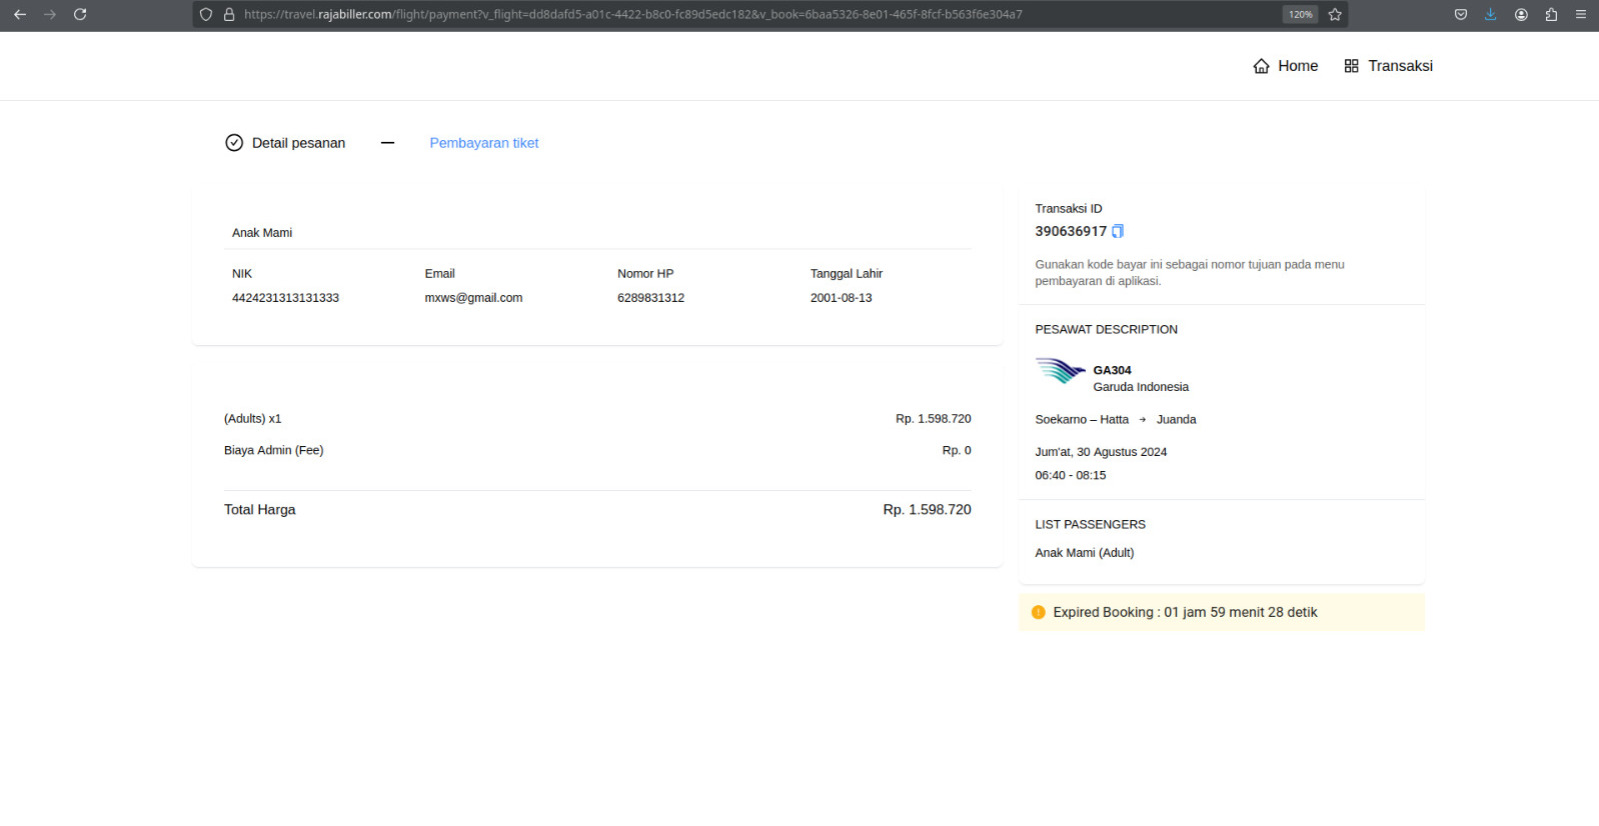 https://travel.rajabiller.com/flight/payment?v_flight=dd8dafd5-a01c-4422-b8c0-fc89d5edc182&v_book=6baa5326-8e01-465f-8fcf-b563f6e304a7
120%
Home
Transaksi
Detail pesanan
Pembayaran tiket
Anak Mami
NIK Email Nomor HP Tanggal Lahir
4424231313131333 mxws@gmail.com 6289831312 2001-08-13
(Adults) x1 Rp. 1.598.720
Biaya Admin (Fee) Rp. 0
Total Harga Rp. 1.598.720
Transaksi ID
390636917
Gunakan kode bayar ini sebagai nomor tujuan pada menu
pembayaran di aplikasi.
PESAWAT DESCRIPTION
GA304
Garuda Indonesia
Soekarno – Hatta → Juanda
Jum'at, 30 Agustus 2024
06:40 - 08:15
LIST PASSENGERS
Anak Mami (Adult)
Expired Booking : 01 jam 59 menit 28 detik